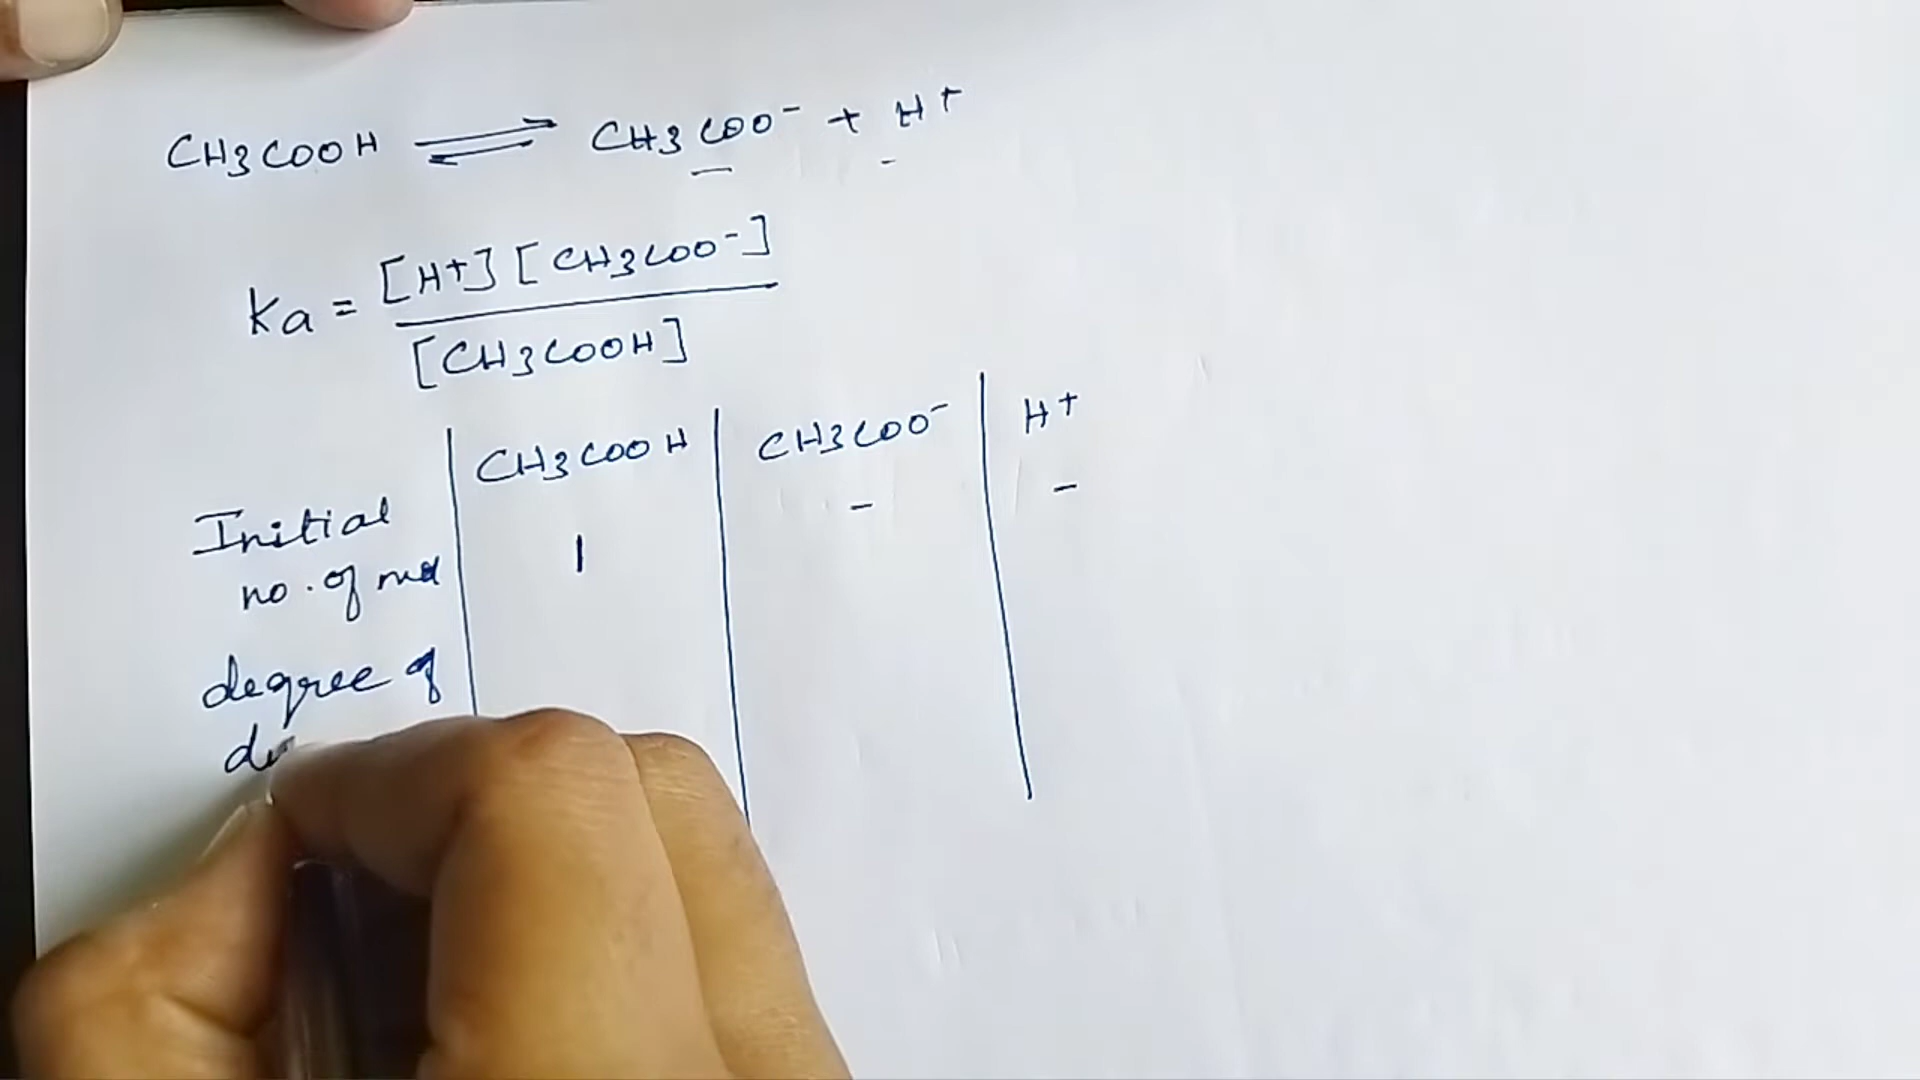 CH3COOH ⇌ CH3COO⁻ + H⁺
Ka = [H+] [CH3COO⁻]
[CH3COOH]
CH3COOH CH3COO⁻ H⁺
Initial 1 - -
no. of mol
degree of